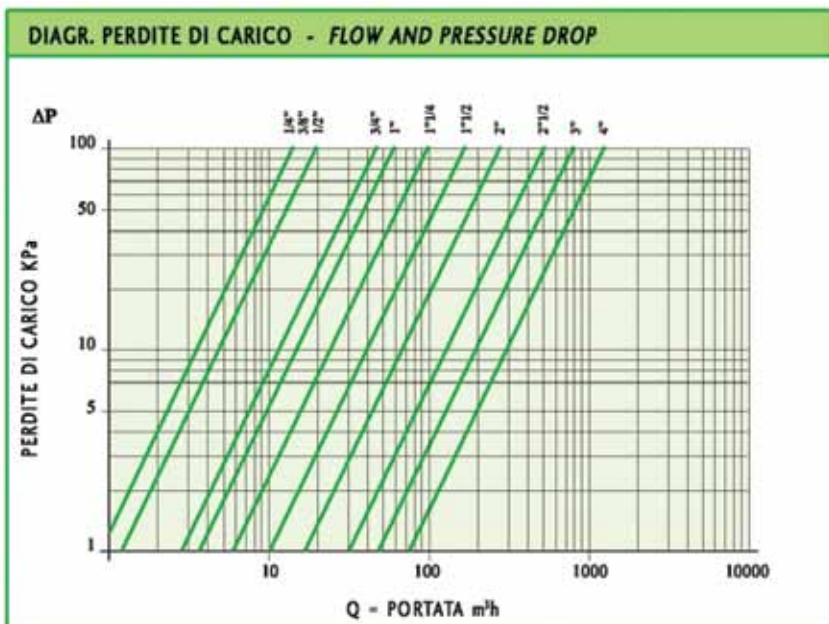 DIAGR. PERDITE DI CARICO - FLOW AND PRESSURE DROP
ΔP
1/4" 3/8" 1/2" 3/4" 1" 1"1/4 1"1/2 2" 2"1/2 3" 4"
100
50
10
5
1
PERDITE DI CARICO KPa
10 100 1000 10000
Q = PORTATA m³h